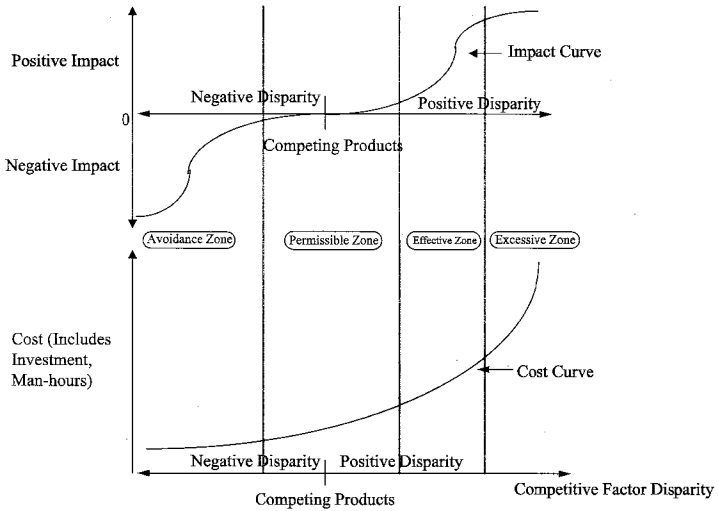 Positive Impact
Impact Curve
Negative Disparity
Positive Disparity
0
Competing Products
Negative Impact
Avoidance Zone
Permissible Zone
Effective Zone
Excessive Zone
Cost (Includes
Investment,
Man-hours)
Cost Curve
Negative Disparity
Positive Disparity
Competitive Factor Disparity
Competing Products